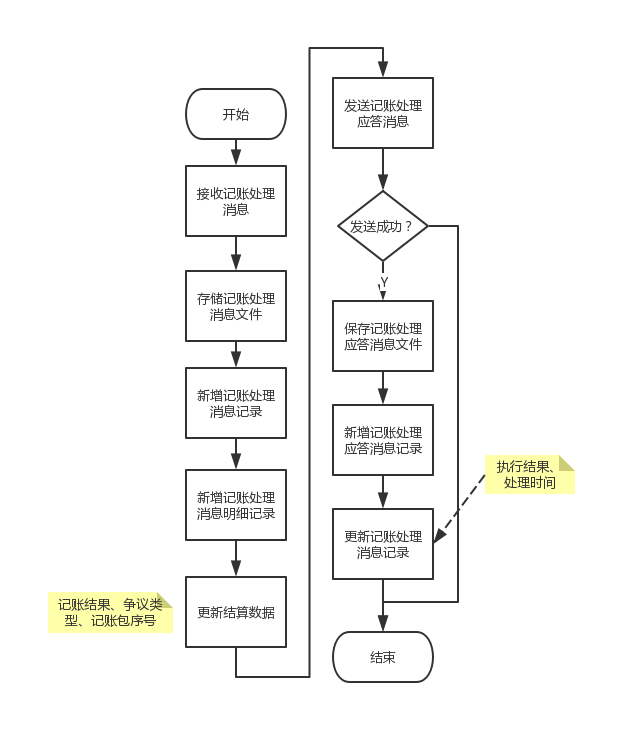 开始
接收记账处理
消息
存储记账处理
消息文件
新增记账处理
消息记录
新增记账处理
消息明细记录
更新结算数据
记账结果、争议类
型、记账包序号
发送记账处理
应答消息
发送成功？
Y
保存记账处理
应答消息文件
新增记账处理
应答消息记录
更新记账处理
消息记录
执行结果、
处理时间
结束